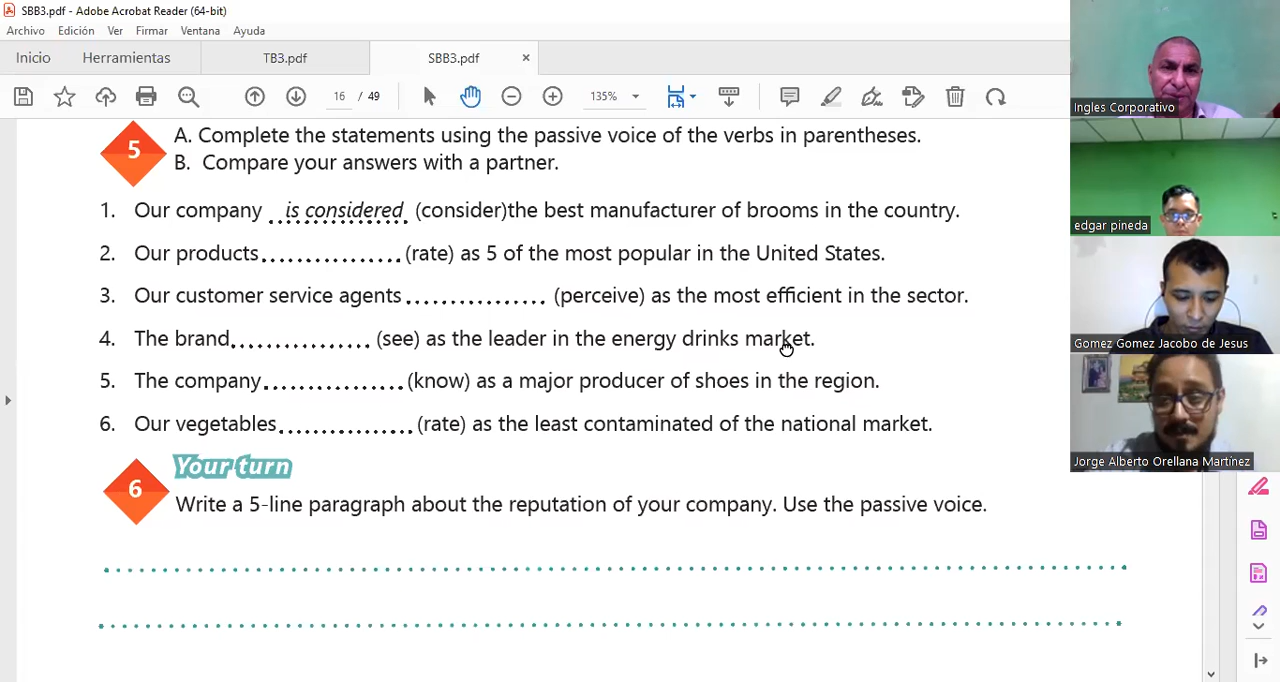 SBB3.pdf - Adobe Acrobat Reader (64-bit)
Archivo Edición Ver Firmar Ventana Ayuda
Inicio Herramientas TB3.pdf SBB3.pdf ×
16 / 49 135%
5
A. Complete the statements using the passive voice of the verbs in parentheses.
B. Compare your answers with a partner.
1. Our company is considered (consider)the best manufacturer of brooms in the country.
2. Our products................ (rate) as 5 of the most popular in the United States.
3. Our customer service agents ................ (perceive) as the most efficient in the sector.
4. The brand................ (see) as the leader in the energy drinks market.
5. The company................ (know) as a major producer of shoes in the region.
6. Our vegetables................ (rate) as the least contaminated of the national market.
Your turn
6
Write a 5-line paragraph about the reputation of your company. Use the passive voice.
Ingles Corporativo
edgar pineda
Gomez Gomez Jacobo de Jesus
Jorge Alberto Orellana Martínez